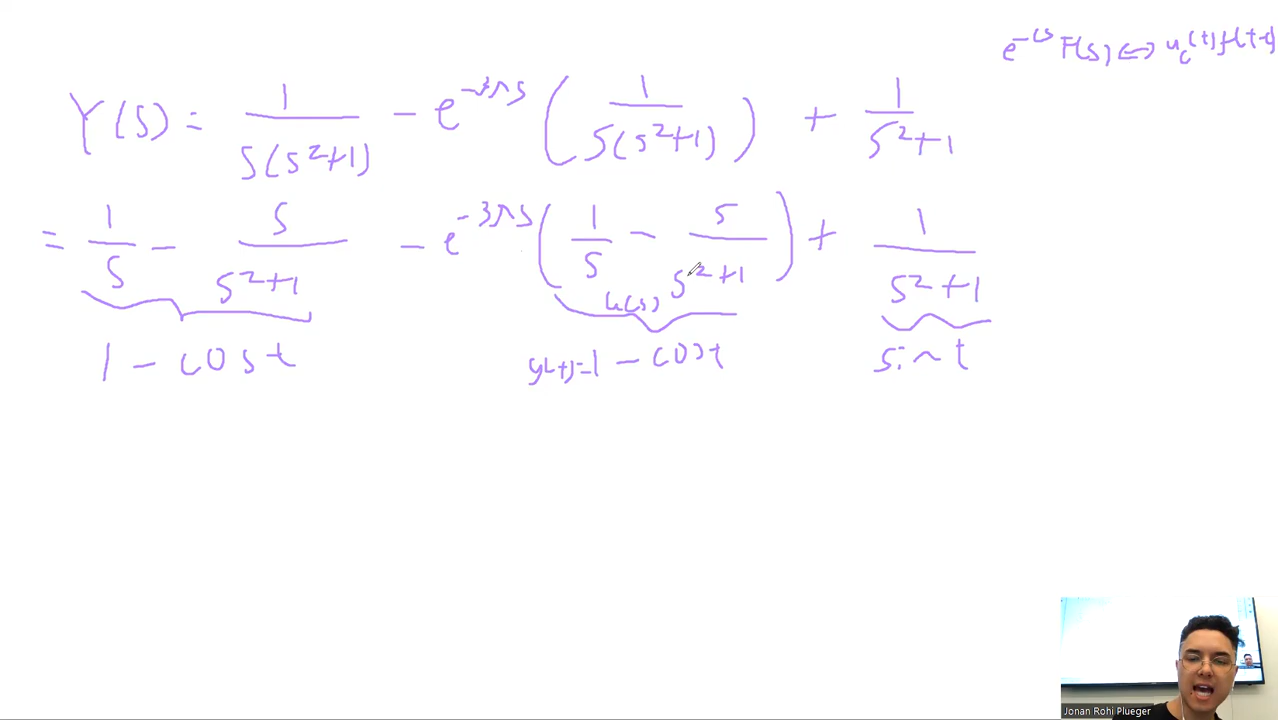 e^{-cs} F(s) ⟺ u_c(t) f(t-c)
Y(s) = 1/(s(s²+1)) - e^{-3πs} (1/(s(s²+1))) + 1/(s²+1)
= 1/s - s/(s²+1) - e^{-3πs} (1/s - s/(s²+1)) + 1/(s²+1)
1 - cos t
y(t)=1 - cos t
sin t
Jonan Rohi Plueger